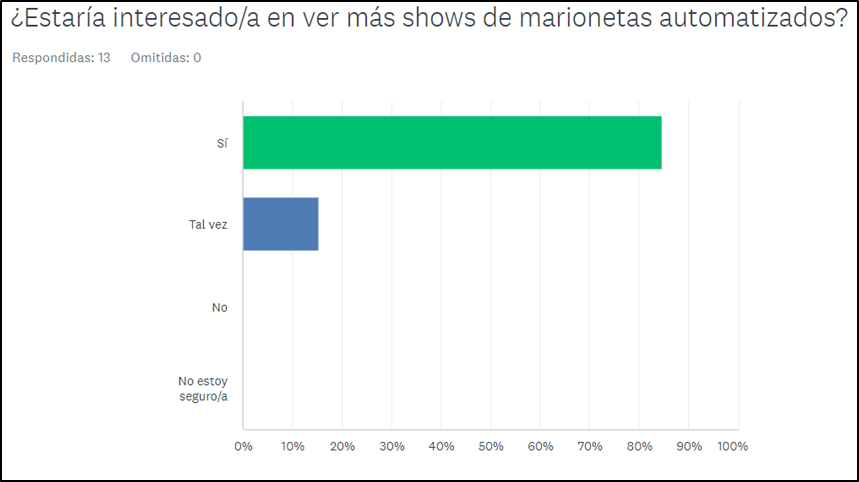 ¿Estaría interesado/a en ver más shows de marionetas automatizados?
Respondidas: 13 Omitidas: 0
Sí
Tal vez
No
No estoy
seguro/a
0% 10% 20% 30% 40% 50% 60% 70% 80% 90% 100%